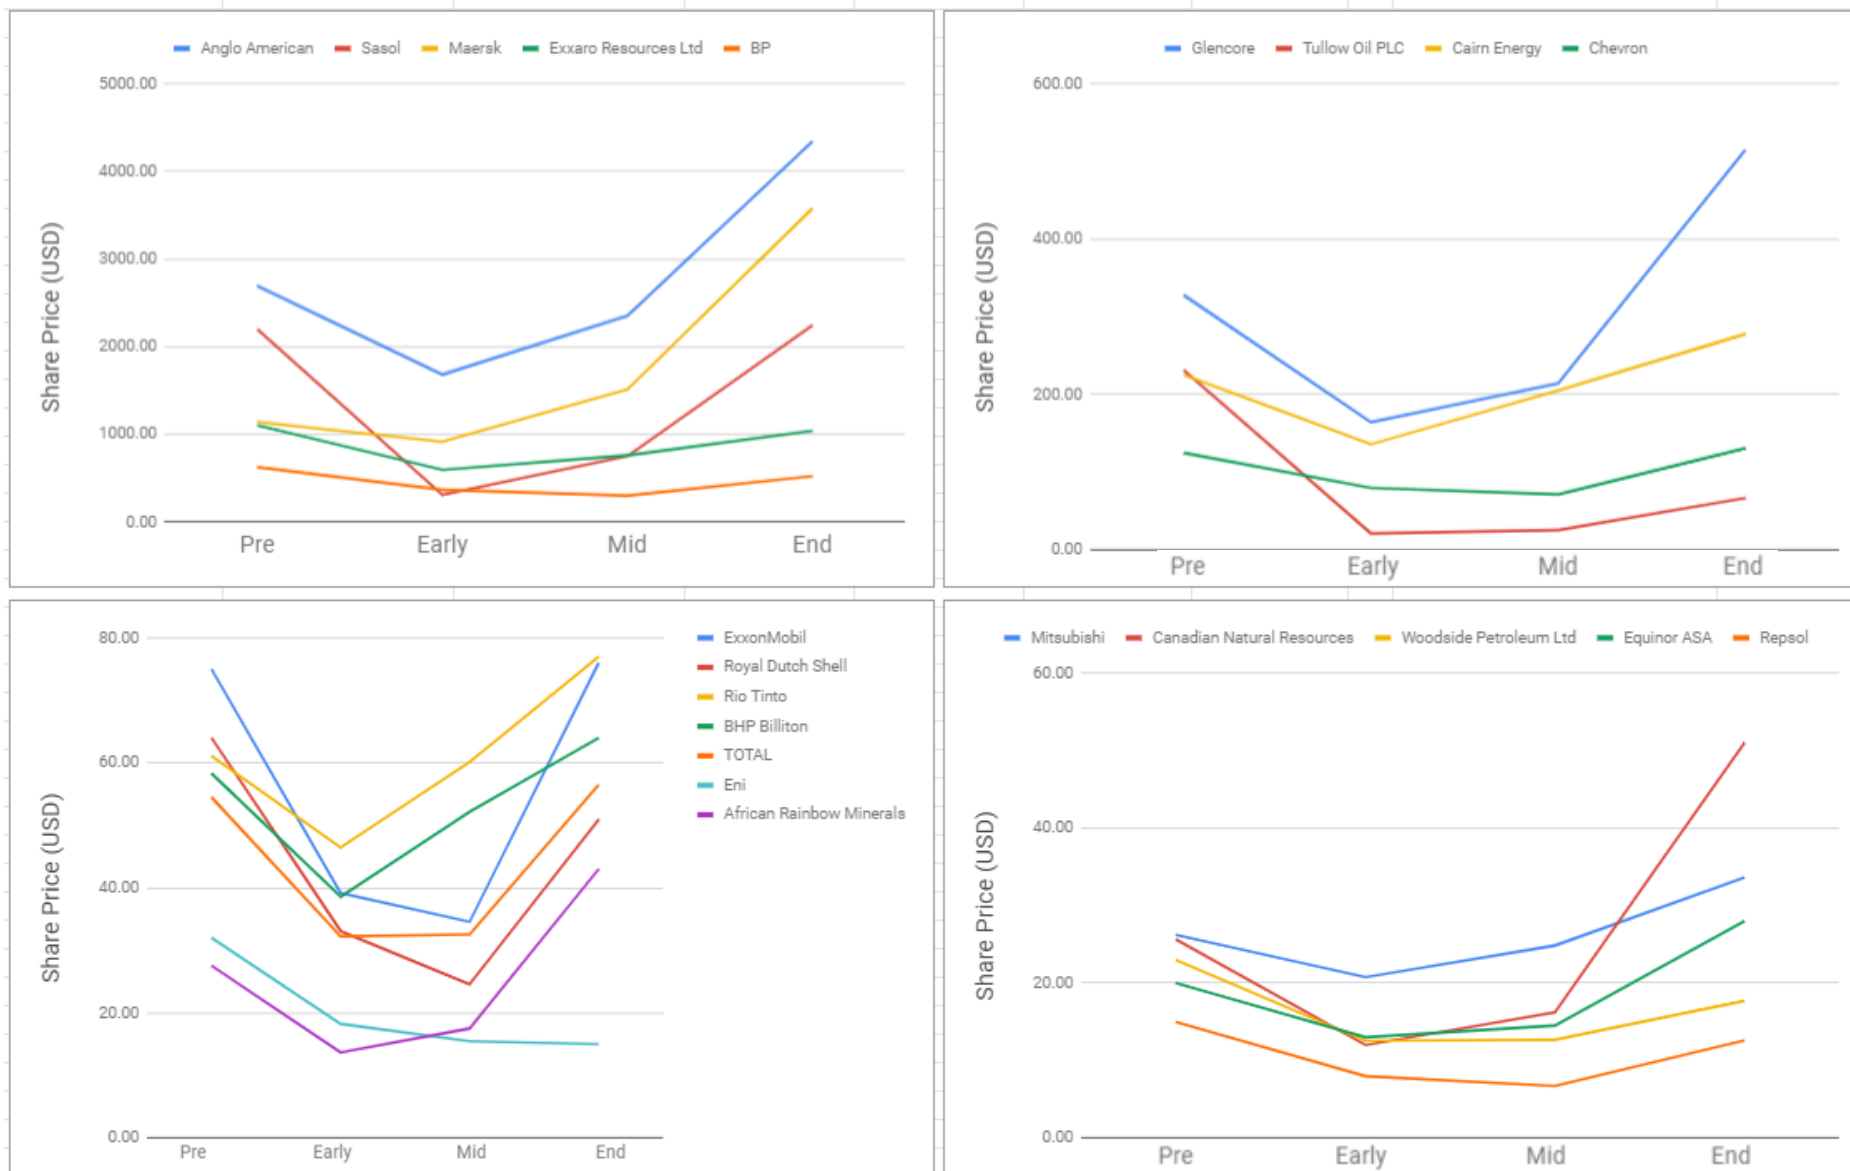 Anglo American Sasol Maersk Exxaro Resources Ltd BP
5000.00
4000.00
3000.00
2000.00
1000.00
0.00
Share Price (USD)
Pre Early Mid End
Glencore Tullow Oil PLC Cairn Energy Chevron
600.00
400.00
200.00
0.00
Share Price (USD)
Pre Early Mid End
80.00
60.00
40.00
20.00
0.00
Share Price (USD)
Pre Early Mid End
ExxonMobil
Royal Dutch Shell
Rio Tinto
BHP Billiton
TOTAL
Eni
African Rainbow Minerals
Mitsubishi Canadian Natural Resources Woodside Petroleum Ltd Equinor ASA Repsol
60.00
40.00
20.00
0.00
Share Price (USD)
Pre Early Mid End